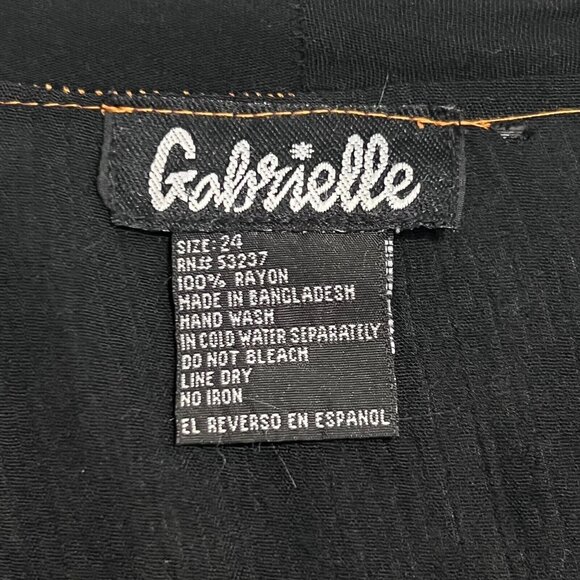 Gabrielle
SIZE: 24
RN# 53237
100% RAYON
MADE IN BANGLADESH
HAND WASH
IN COLD WATER SEPARATELY
DO NOT BLEACH
LINE DRY
NO IRON
EL REVERSO EN ESPANOL